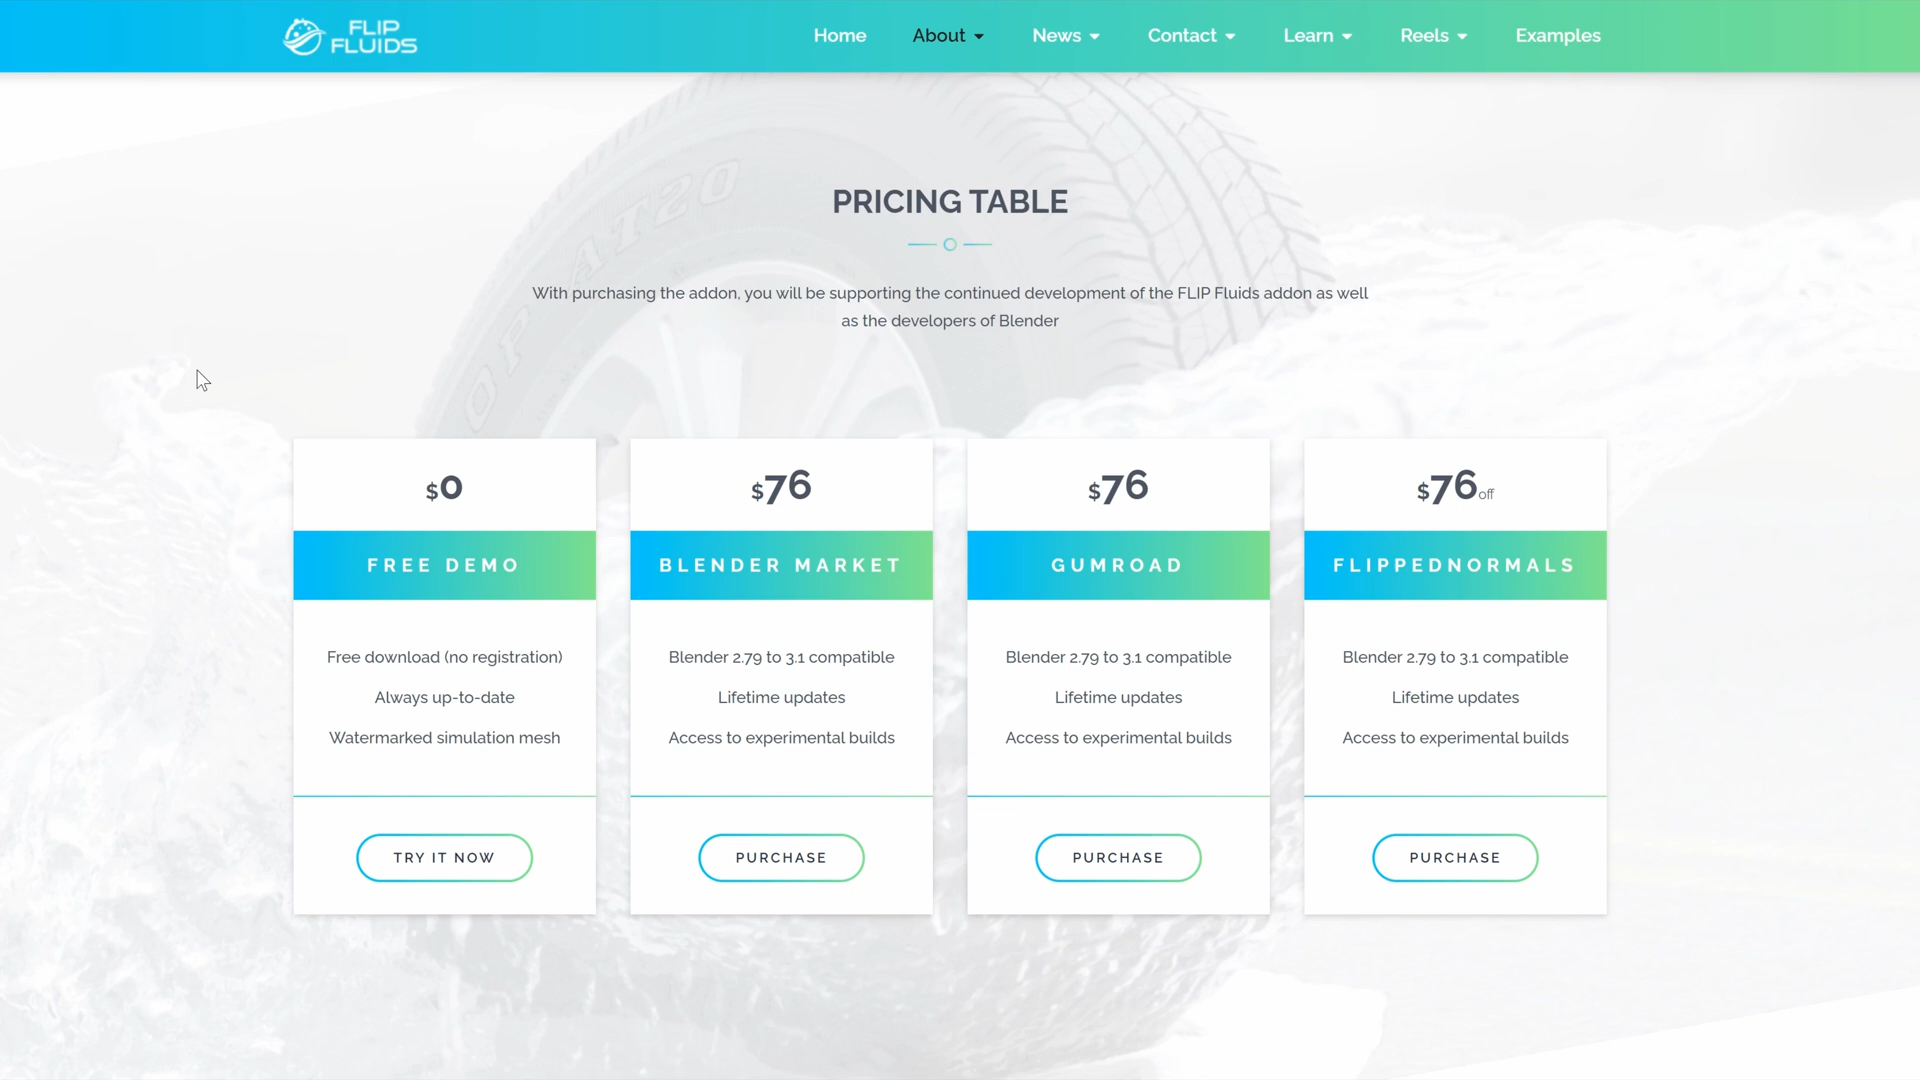 FLIP
FLUIDS
Home
About
News
Contact
Learn
Reels
Examples
OP AT20
PRICING TABLE
With purchasing the addon, you will be supporting the continued development of the FLIP Fluids addon as well
as the developers of Blender
$0
FREE DEMO
Free download (no registration)
Always up-to-date
Watermarked simulation mesh
TRY IT NOW
$76
BLENDER MARKET
Blender 2.79 to 3.1 compatible
Lifetime updates
Access to experimental builds
PURCHASE
$76
GUMROAD
Blender 2.79 to 3.1 compatible
Lifetime updates
Access to experimental builds
PURCHASE
$76off
FLIPPEDNORMALS
Blender 2.79 to 3.1 compatible
Lifetime updates
Access to experimental builds
PURCHASE